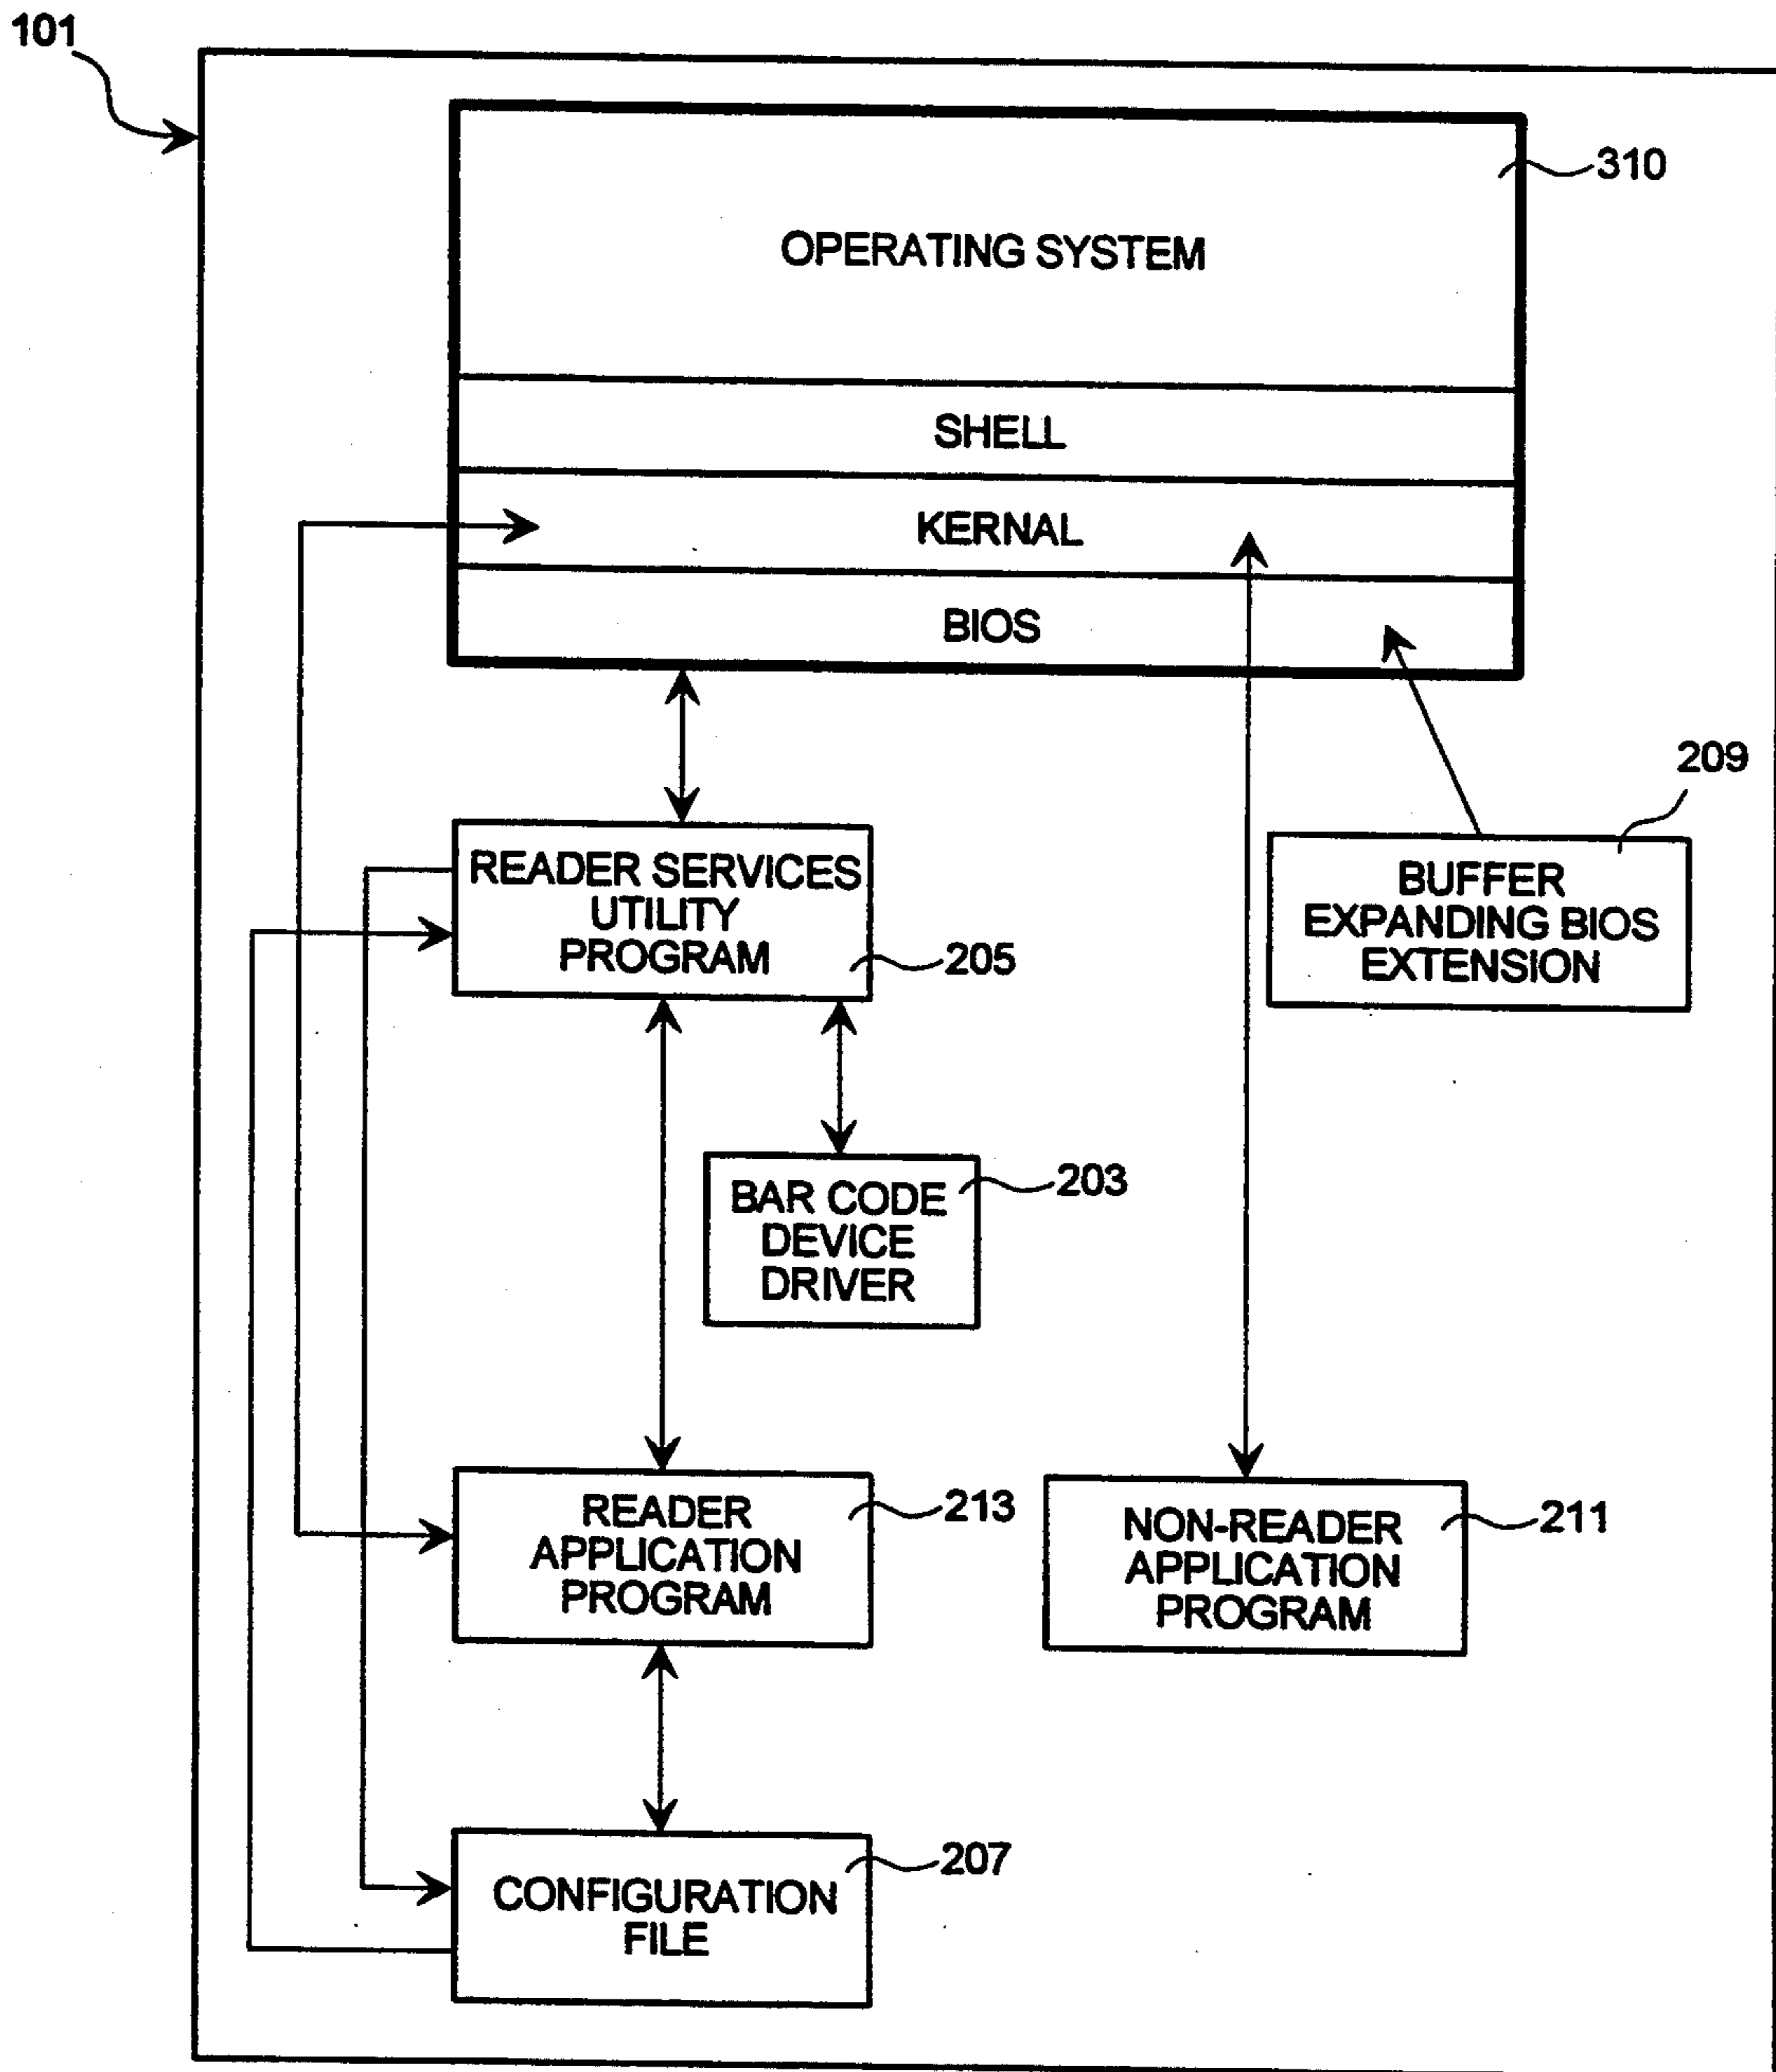 101
310
OPERATING SYSTEM
SHELL
KERNAL
BIOS
209
READER SERVICES
UTILITY
PROGRAM
205
BUFFER
EXPANDING BIOS
EXTENSION
BAR CODE
DEVICE
DRIVER
203
READER
APPLICATION
PROGRAM
213
NON-READER
APPLICATION
PROGRAM
211
CONFIGURATION
FILE
207